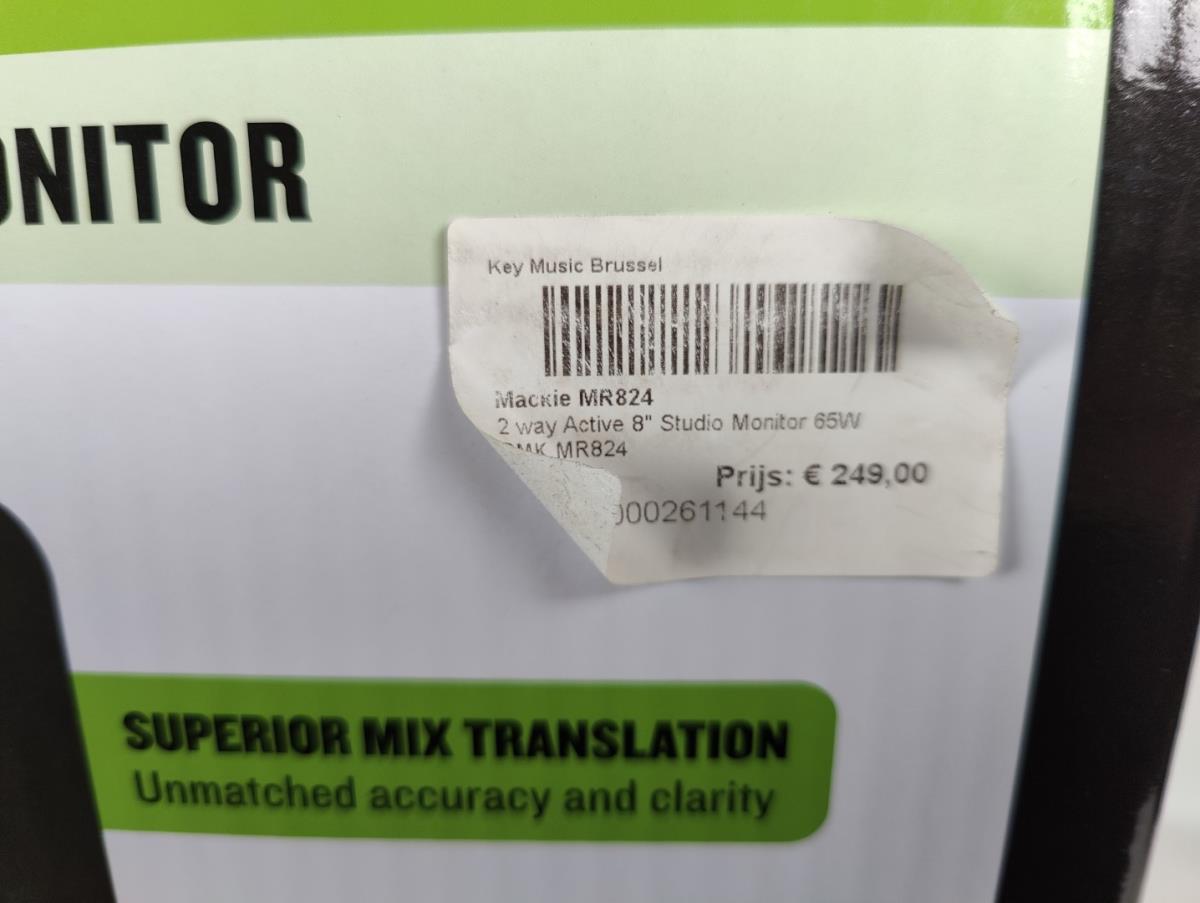 ONITOR
Key Music Brussel
Mackie MR824
2 way Active 8" Studio Monitor 65W
MK MR824
Prijs: € 249,00
000261144
SUPERIOR MIX TRANSLATION
Unmatched accuracy and clarity